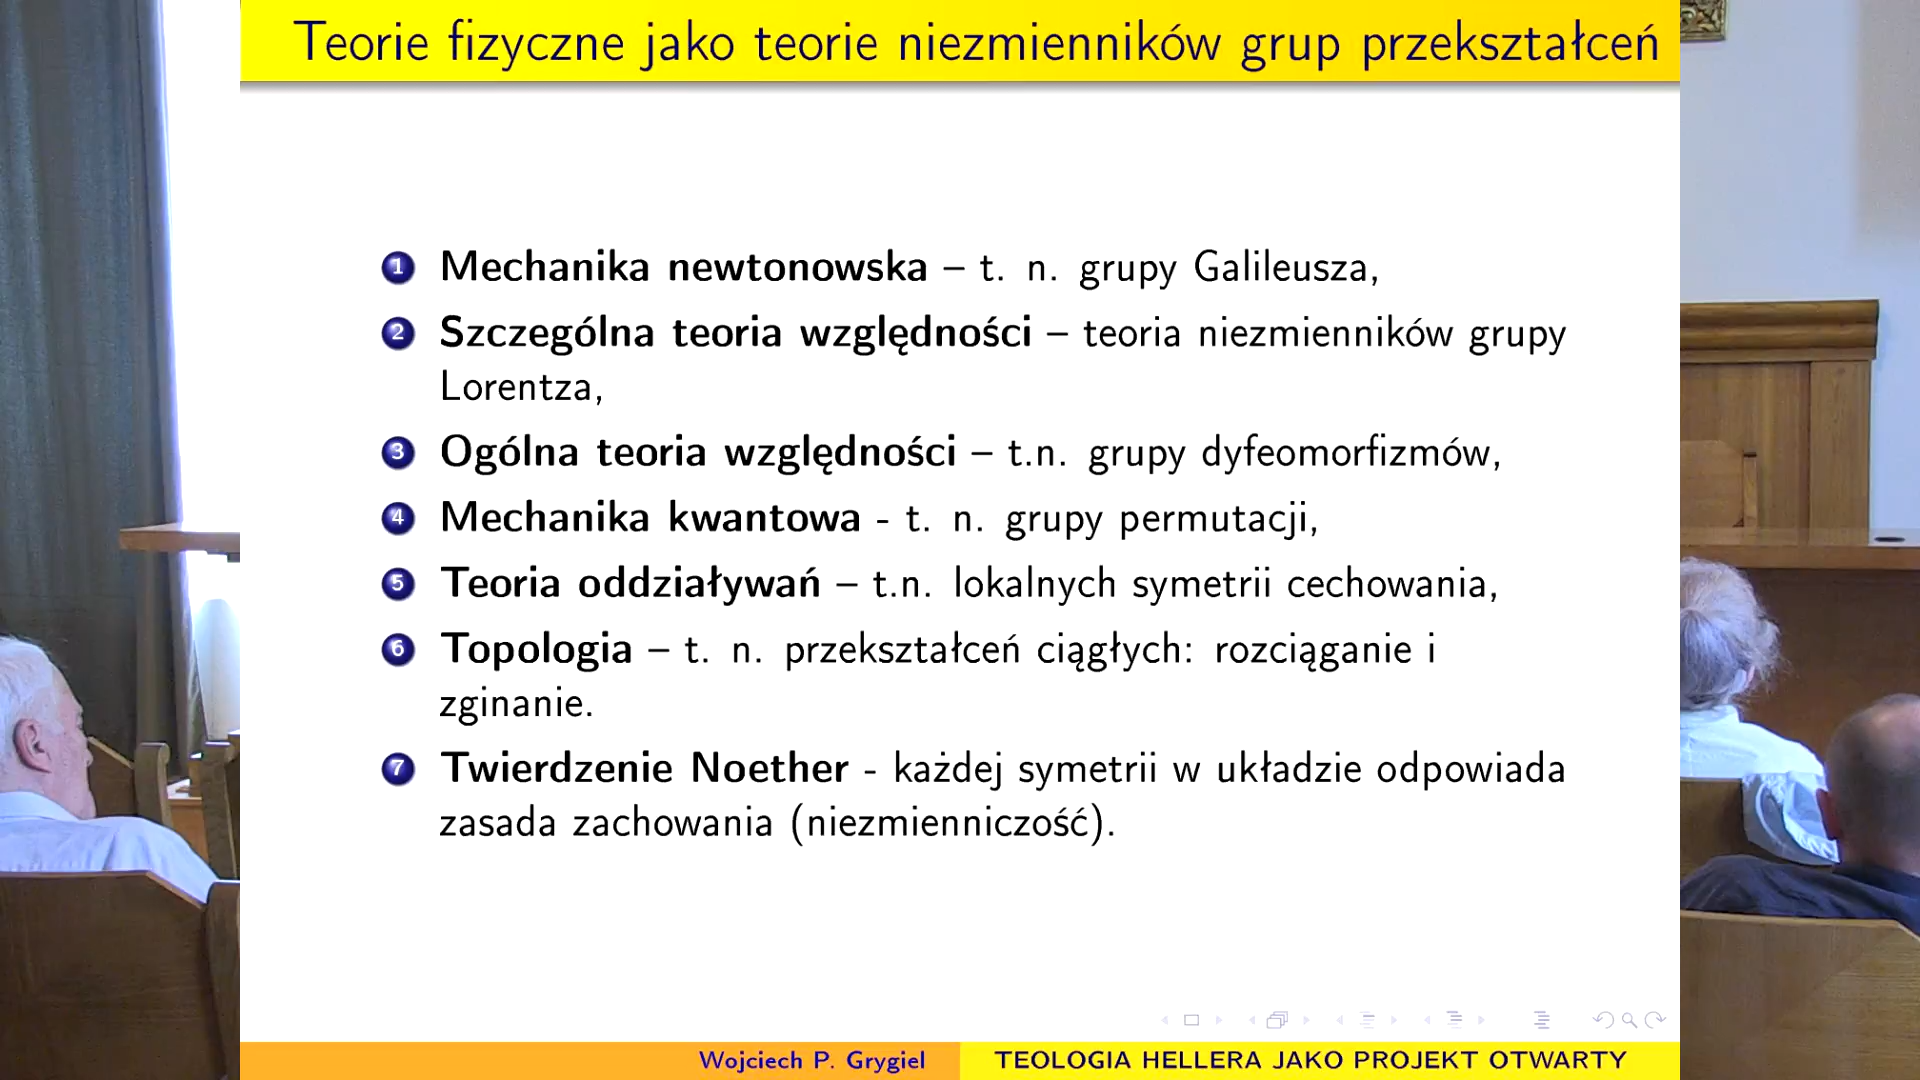 Teorie fizyczne jako teorie niezmienników grup przekształceń
1 Mechanika newtonowska – t. n. grupy Galileusza,
2 Szczególna teoria względności – teoria niezmienników grupy
Lorentza,
3 Ogólna teoria względności – t.n. grupy dyfeomorfizmów,
4 Mechanika kwantowa - t. n. grupy permutacji,
5 Teoria oddziaływań – t.n. lokalnych symetrii cechowania,
6 Topologia – t. n. przekształceń ciągłych: rozciąganie i
zginanie.
7 Twierdzenie Noether - każdej symetrii w układzie odpowiada
zasada zachowania (niezmienniczość).
Wojciech P. Grygiel TEOLOGIA HELLERA JAKO PROJEKT OTWARTY